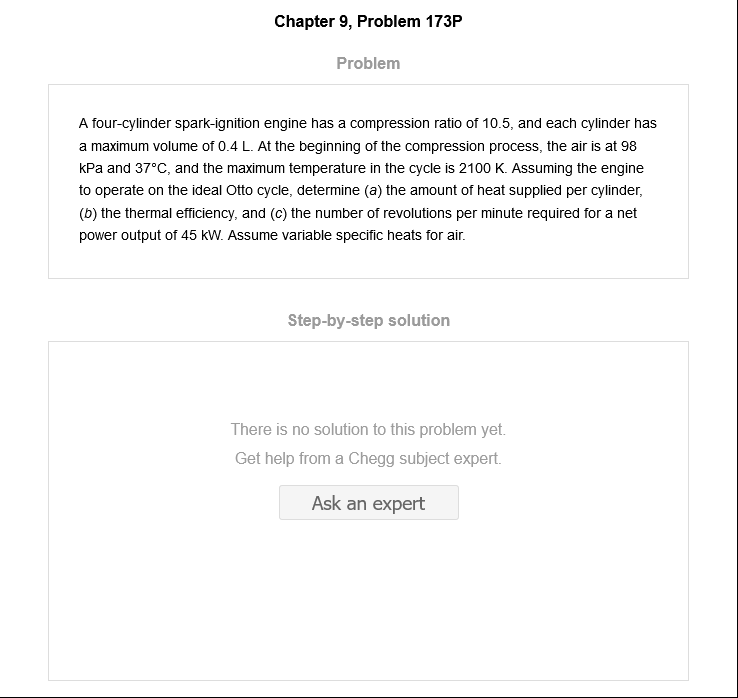 Chapter 9, Problem 173P
Problem
A four-cylinder spark-ignition engine has a compression ratio of 10.5, and each cylinder has
a maximum volume of 0.4 L. At the beginning of the compression process, the air is at 98
kPa and 37°C, and the maximum temperature in the cycle is 2100 K. Assuming the engine
to operate on the ideal Otto cycle, determine (a) the amount of heat supplied per cylinder,
(b) the thermal efficiency, and (c) the number of revolutions per minute required for a net
power output of 45 kW. Assume variable specific heats for air.
Step-by-step solution
There is no solution to this problem yet.
Get help from a Chegg subject expert.
Ask an expert